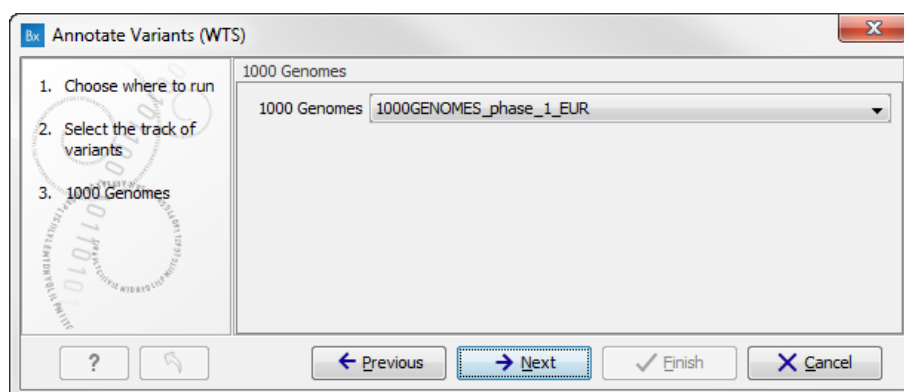 Bx Annotate Variants (WTS)
1. Choose where to run
2. Select the track of
variants
3. 1000 Genomes
1000 Genomes
1000 Genomes 1000GENOMES_phase_1_EUR
? Previous Next Finish Cancel